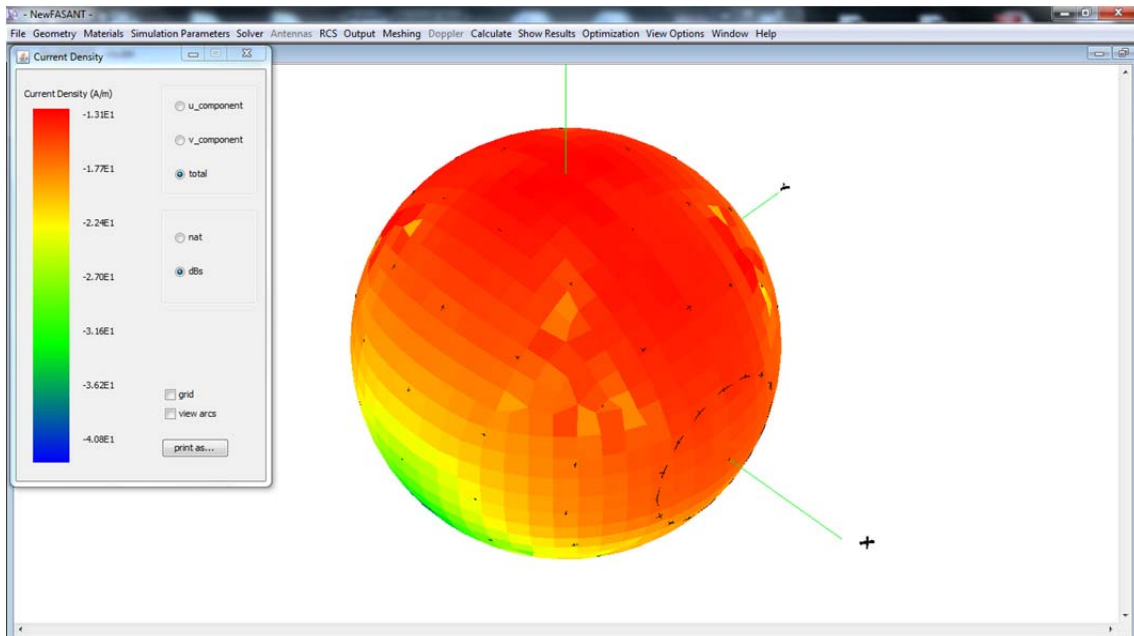 - NewFASANT -
File Geometry Materials Simulation Parameters Solver Antennas RCS Output Meshing Doppler Calculate Show Results Optimization View Options Window Help
Current Density
Current Density (A/m)
-1.31E1
-1.77E1
-2.24E1
-2.70E1
-3.16E1
-3.62E1
-4.08E1
u_component
v_component
total
nat
dBs
grid
view arcs
print as...